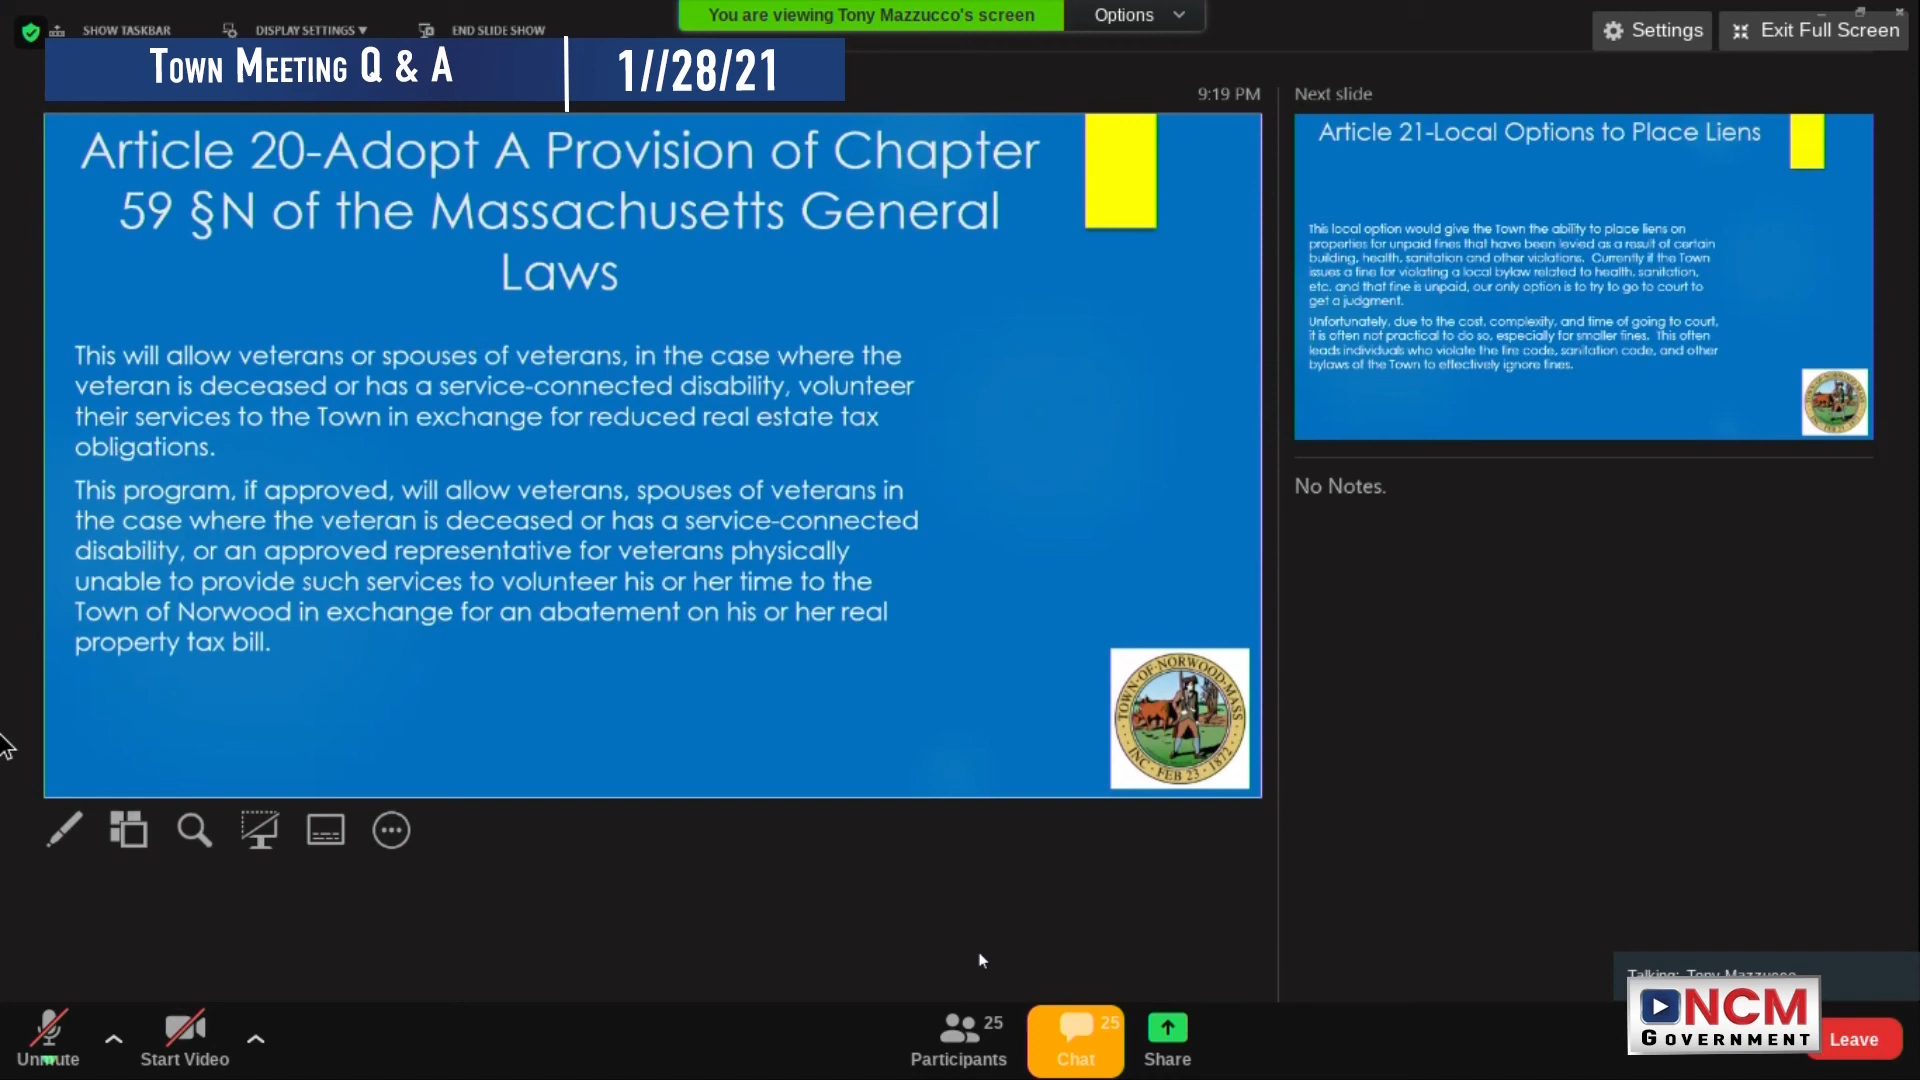 SHOW TASKBAR
DISPLAY SETTINGS ▼
END SLIDE SHOW
You are viewing Tony Mazzucco's screen
Options
Settings
Exit Full Screen
Town Meeting Q & A
1//28/21
9:19 PM
Next slide
Article 20-Adopt A Provision of Chapter
59 §N of the Massachusetts General
Laws
This will allow veterans or spouses of veterans, in the case where the
veteran is deceased or has a service-connected disability, volunteer
their services to the Town in exchange for reduced real estate tax
obligations.
This program, if approved, will allow veterans, spouses of veterans in
the case where the veteran is deceased or has a service-connected
disability, or an approved representative for veterans physically
unable to provide such services to volunteer his or her time to the
Town of Norwood in exchange for an abatement on his or her real
property tax bill.
TOWN·OF·NORWOOD·MASS
INC·FEB 23·1872
Article 21-Local Options to Place Liens
This local option would give the Town the ability to place liens on
properties for unpaid fines that have been levied as a result of certain
building, health, sanitation and other violations. Currently if the Town
issues a fine for violating a local bylaw related to health, sanitation,
etc. and that fine is unpaid, our only option is to try to go to court to
get a judgment.
Unfortunately, due to the cost, complexity, and time of going to court,
it is often not practical to do so, especially for smaller fines. This often
leads individuals who violate the fire code, sanitation code, and other
bylaws of the Town to effectively ignore fines.
No Notes.
Talking: Tony Mazzucco
NCM
Government
Unmute
Start Video
25
Participants
25
Chat
Share
Leave